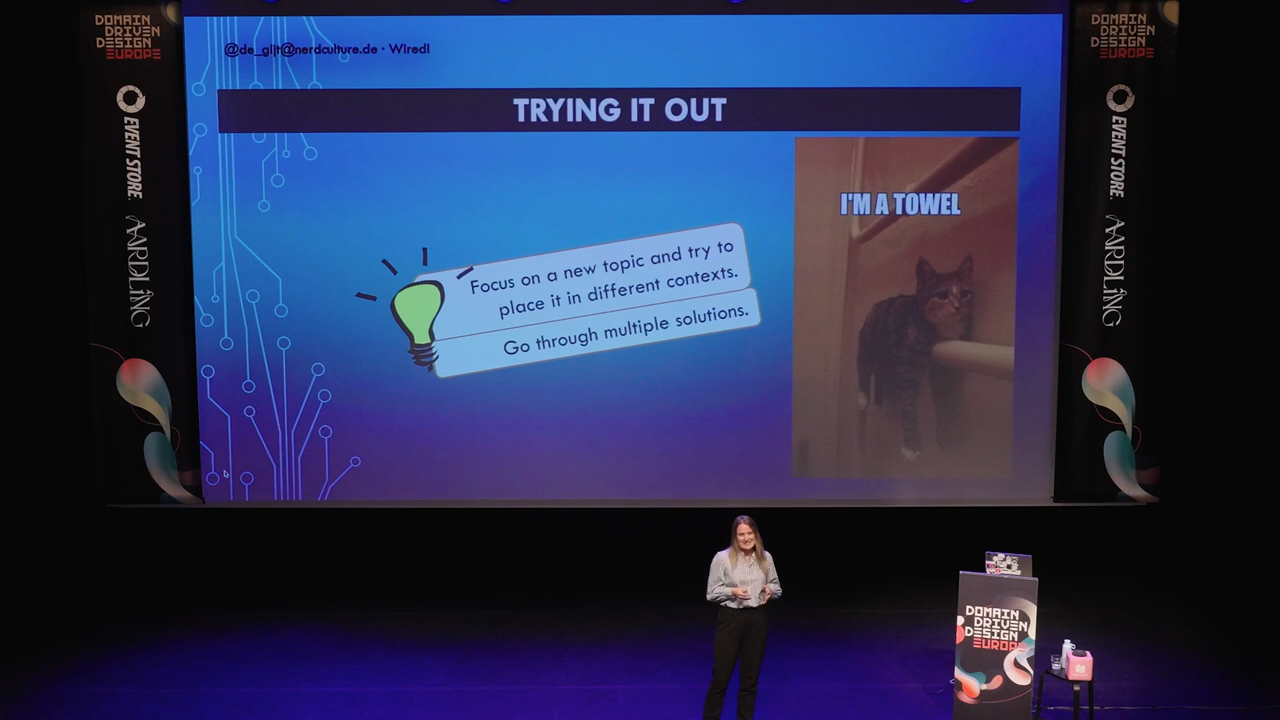 DOMAIN
DRIVEN
DESIGN
EUROPE
EVENT STORE.
AARDLING
@de_gljt@nerdculture.de · WIredI
TRYING IT OUT
Focus on a new topic and try to
place it in different contexts.
Go through multiple solutions.
I'M A TOWEL
DOMAIN
DRIVEN
DESIGN
EUROPE
EVENT STORE.
AARDLING
DOMAIN
DRIVEN
DESIGN
EUROPE